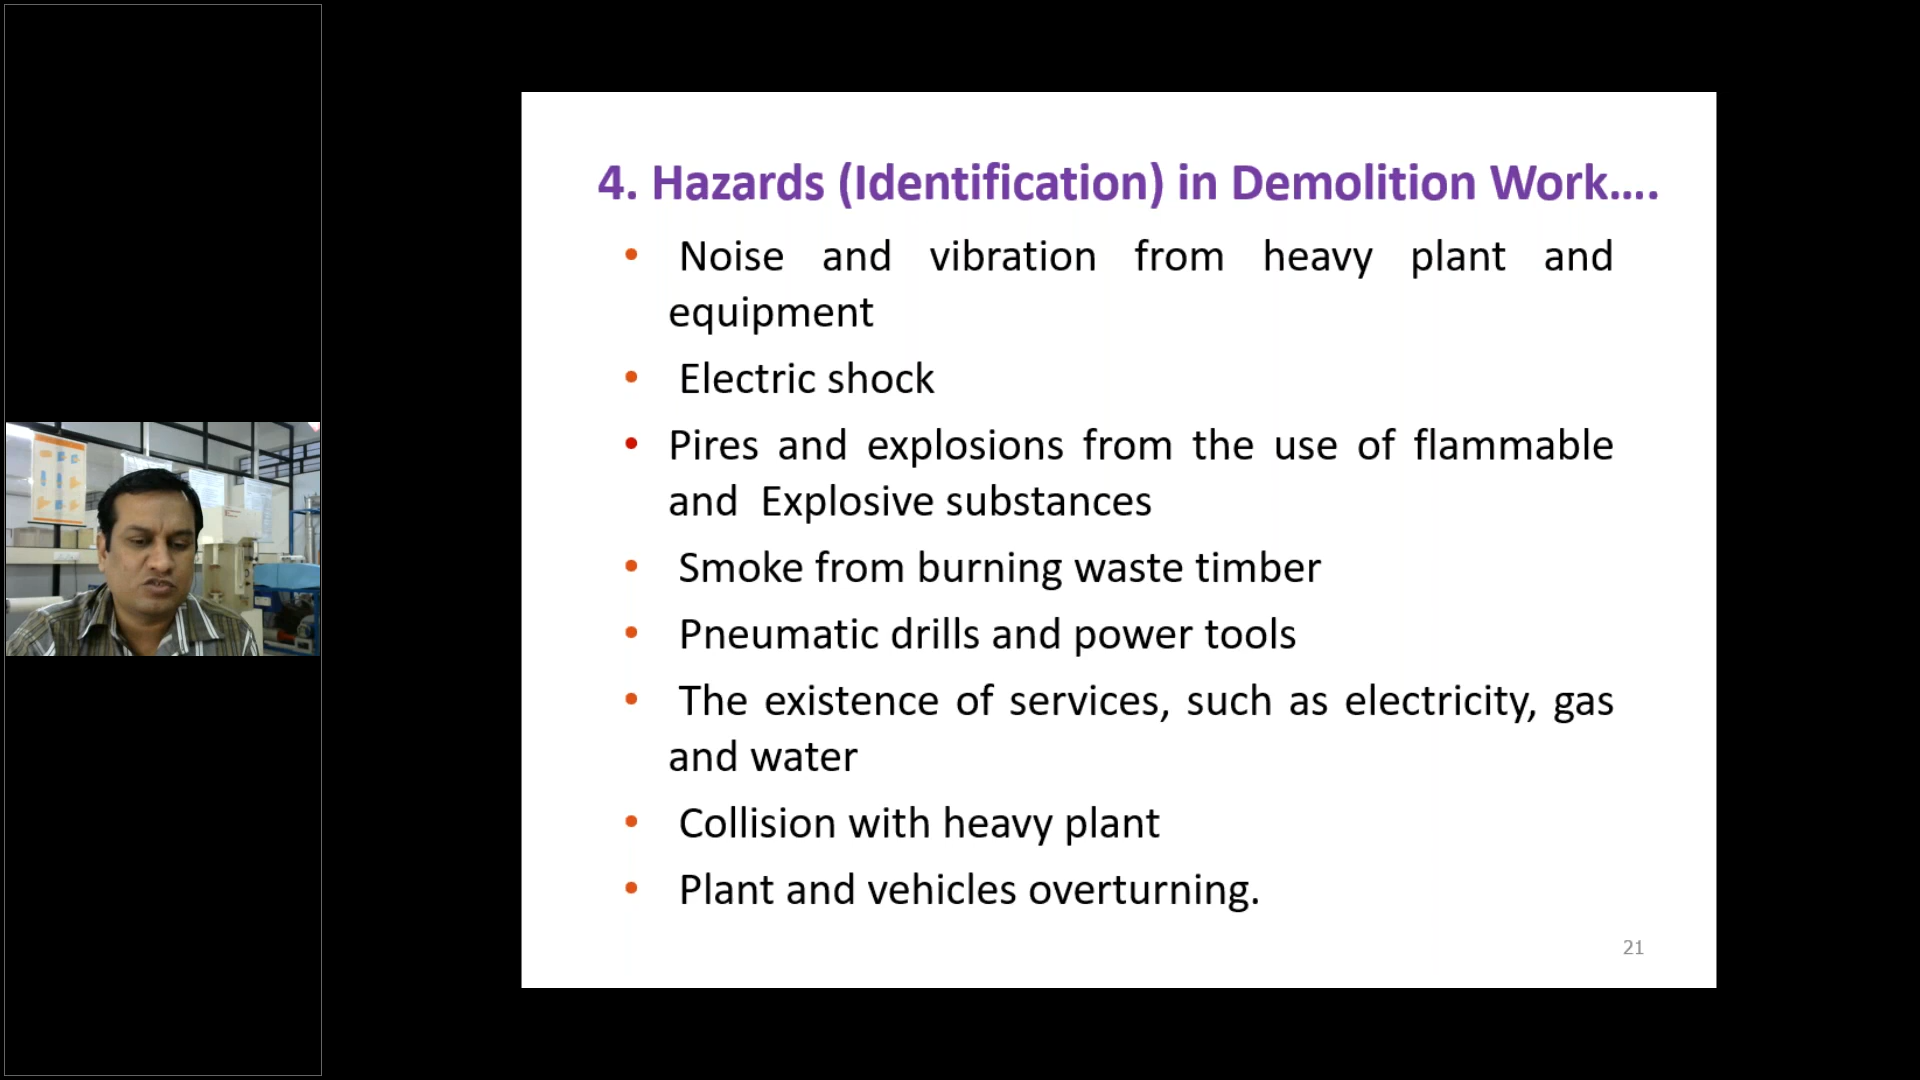 4. Hazards (Identification) in Demolition Work....
• Noise and vibration from heavy plant and
equipment
• Electric shock
• Pires and explosions from the use of flammable
and Explosive substances
• Smoke from burning waste timber
• Pneumatic drills and power tools
• The existence of services, such as electricity, gas
and water
• Collision with heavy plant
• Plant and vehicles overturning.
21